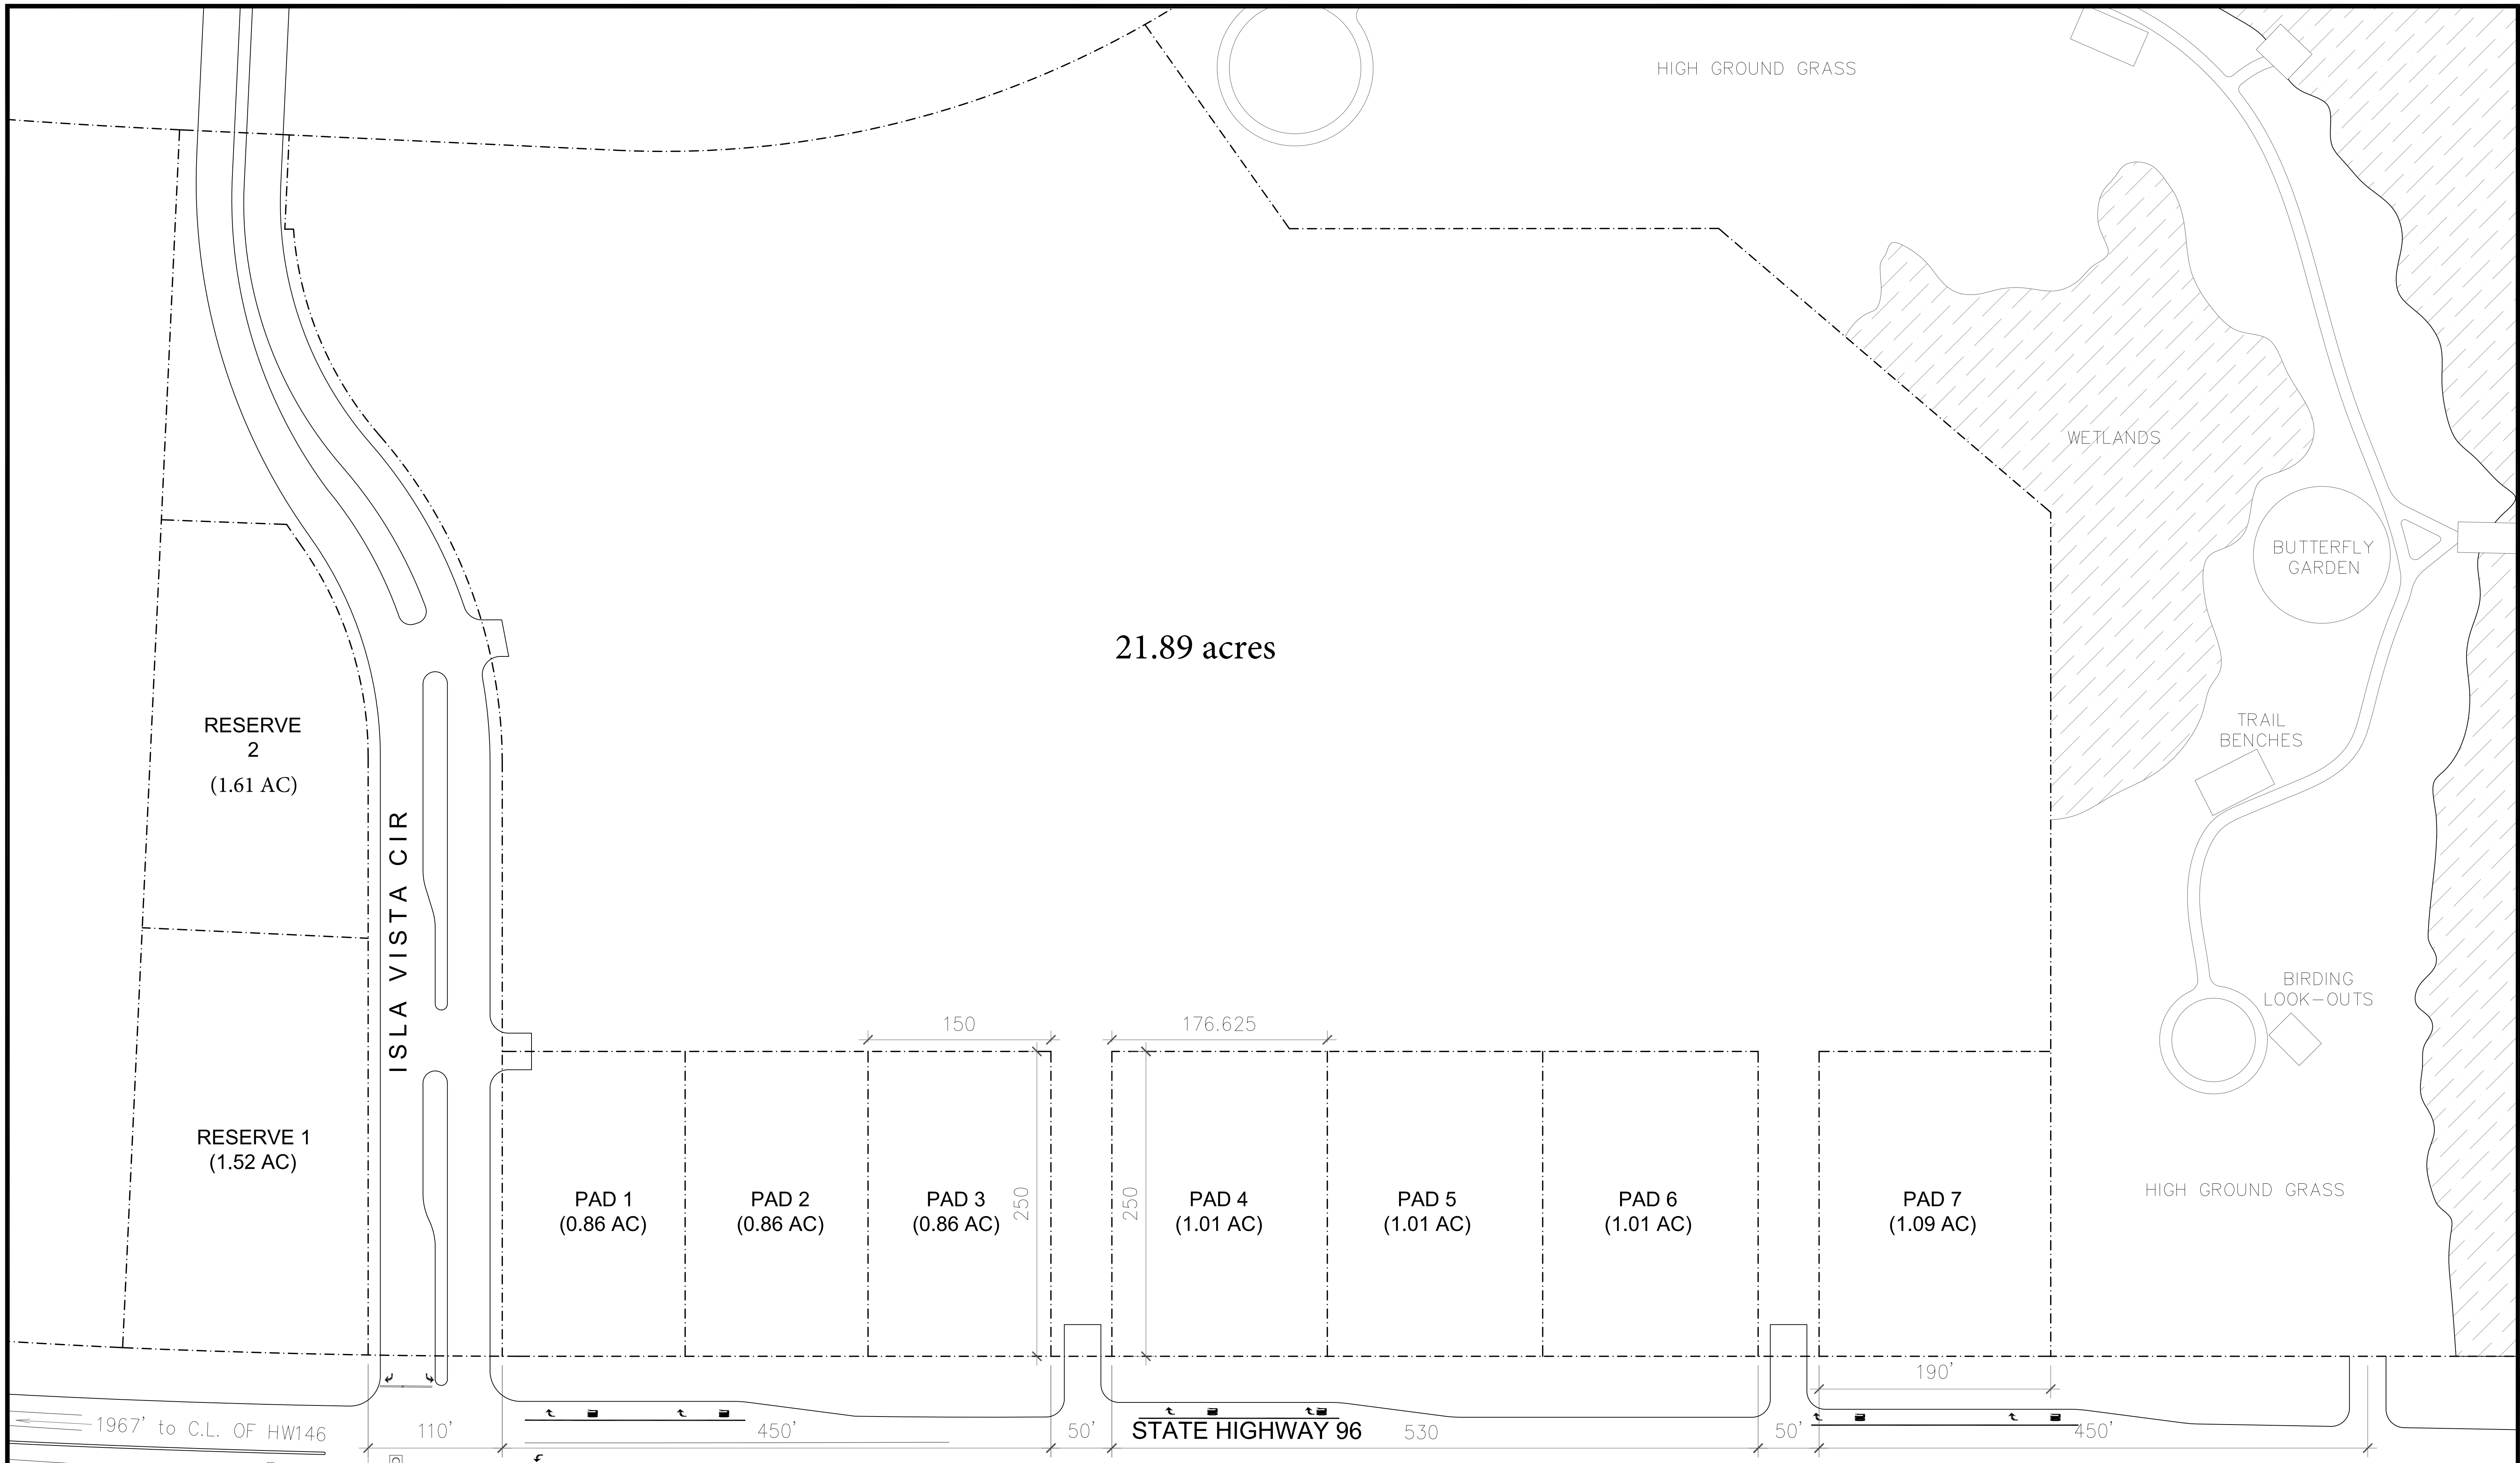 HIGH GROUND GRASS
WETLANDS
BUTTERFLY
GARDEN
21.89 acres
RESERVE
2
(1.61 AC)
TRAIL
BENCHES
ISLA VISTA CIR
BIRDING
LOOK-OUTS
150
176.625
RESERVE 1
(1.52 AC)
PAD 1
(0.86 AC)
PAD 2
(0.86 AC)
PAD 3
(0.86 AC)
250
250
PAD 4
(1.01 AC)
PAD 5
(1.01 AC)
PAD 6
(1.01 AC)
PAD 7
(1.09 AC)
HIGH GROUND GRASS
190'
1967' to C.L. OF HW146
110'
450'
50'
STATE HIGHWAY 96
530
50'
450'